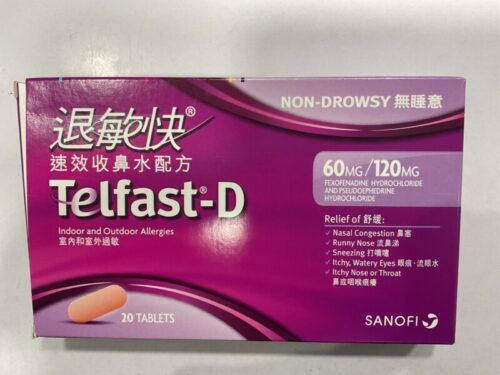 退敏快®
速效收鼻水配方
Telfast®-D
Indoor and Outdoor Allergies
室內和室外過敏
20 TABLETS
NON-DROWSY 無睡意
60MG/120MG
FEXOFENADINE HYDROCHLORIDE
AND PSEUDOEPHEDRINE
HYDROCHLORIDE
Relief of 舒緩:
✓ Nasal Congestion 鼻塞
✓ Runny Nose 流鼻涕
✓ Sneezing 打噴嚏
✓ Itchy, Watery Eyes 眼痕、流眼水
✓ Itchy Nose or Throat
鼻或咽喉痕癢
SANOFI